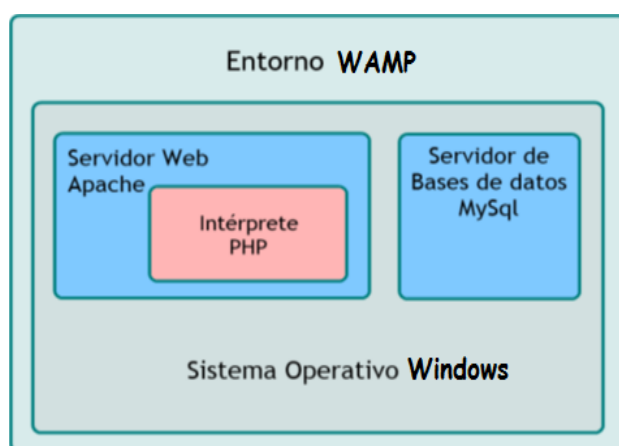 Entorno WAMP
Servidor Web
Apache
Intérprete
PHP
Servidor de
Bases de datos
MySql
Sistema Operativo Windows